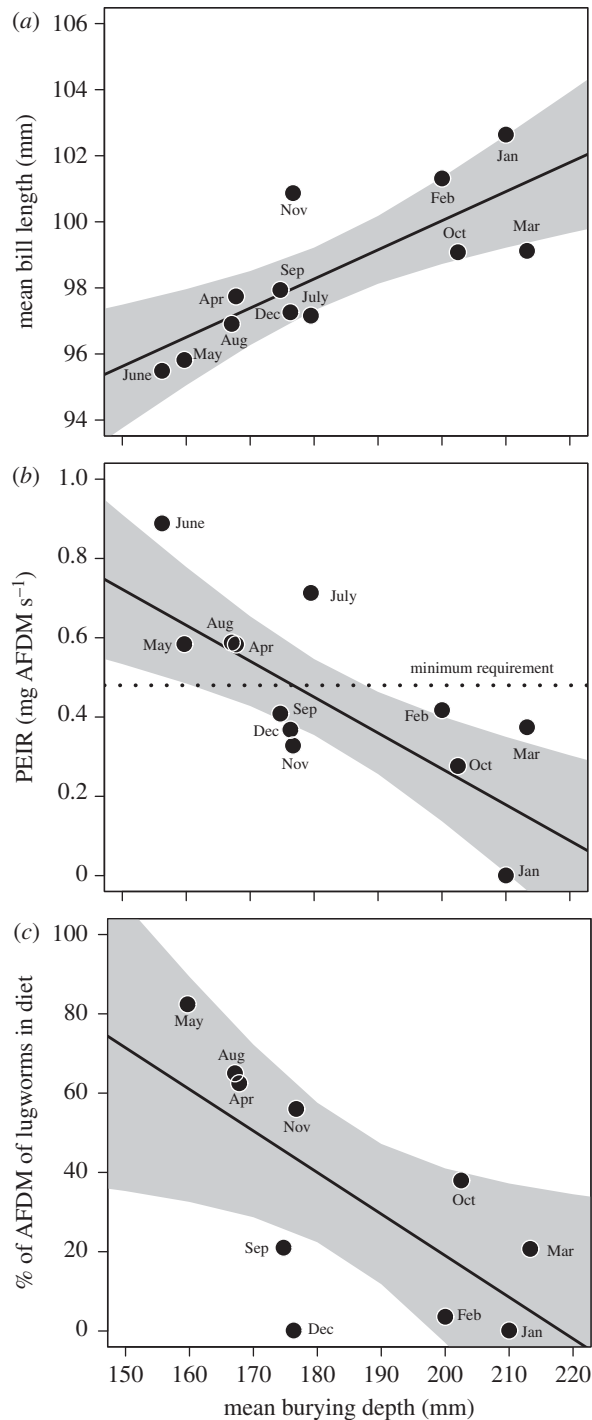 (a)
106
104
102
100
98
96
94
mean bill length (mm)
Jan
Feb
Nov
Oct
Mar
Sep
Apr
July
Dec
Aug
May
June
(b)
1.0
0.8
0.6
0.4
0.2
0
PEIR (mg AFDM s⁻¹)
June
July
Aug
May
Apr
minimum requirement
Sep
Feb
Dec
Mar
Nov
Oct
Jan
(c)
100
80
60
40
20
0
% of AFDM of lugworms in diet
May
Aug
Apr
Nov
Oct
Sep
Mar
Feb
Dec
Jan
150 160 170 180 190 200 210 220
mean burying depth (mm)